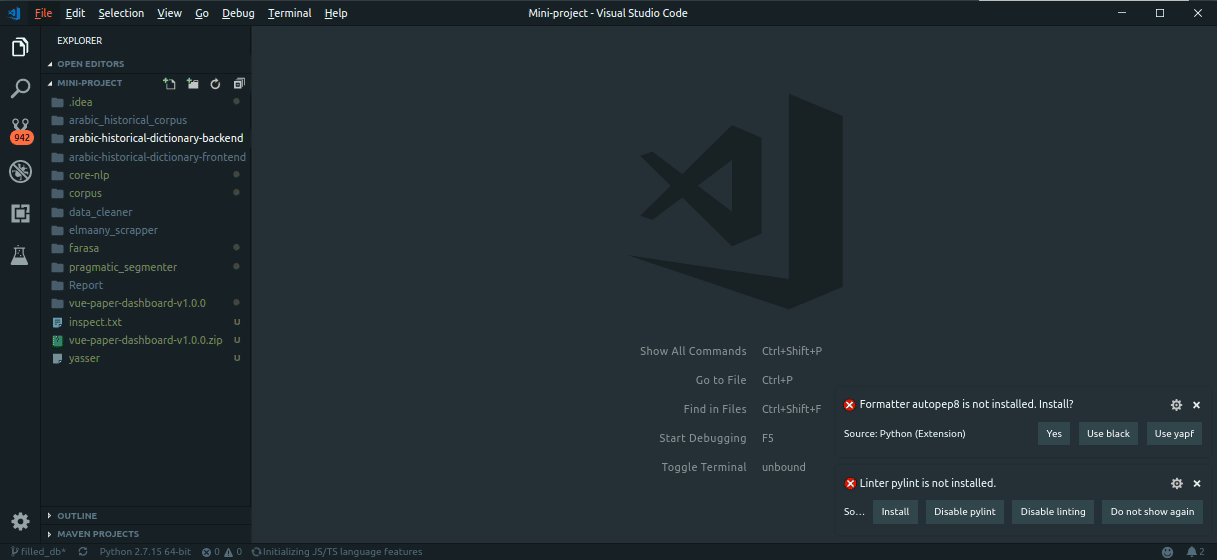 File Edit Selection View Go Debug Terminal Help
Mini-project - Visual Studio Code
EXPLORER
OPEN EDITORS
MINI-PROJECT
.idea
arabic_historical_corpus
942
arabic-historical-dictionary-backend
arabic-historical-dictionary-frontend
core-nlp
corpus
data_cleaner
elmaany_scrapper
farasa
pragmatic_segmenter
Report
vue-paper-dashboard-v1.0.0
inspect.txt U
vue-paper-dashboard-v1.0.0.zip U
yasser U
OUTLINE
MAVEN PROJECTS
Show All Commands Ctrl+Shift+P
Go to File Ctrl+P
Find in Files Ctrl+Shift+F
Start Debugging F5
Toggle Terminal unbound
Formatter autopep8 is not installed. Install?
Source: Python (Extension) Yes Use black Use yapf
Linter pylint is not installed.
So... Install Disable pylint Disable linting Do not show again
filled_db* Python 2.7.15 64-bit 0 0 Initializing JS/TS language features 2